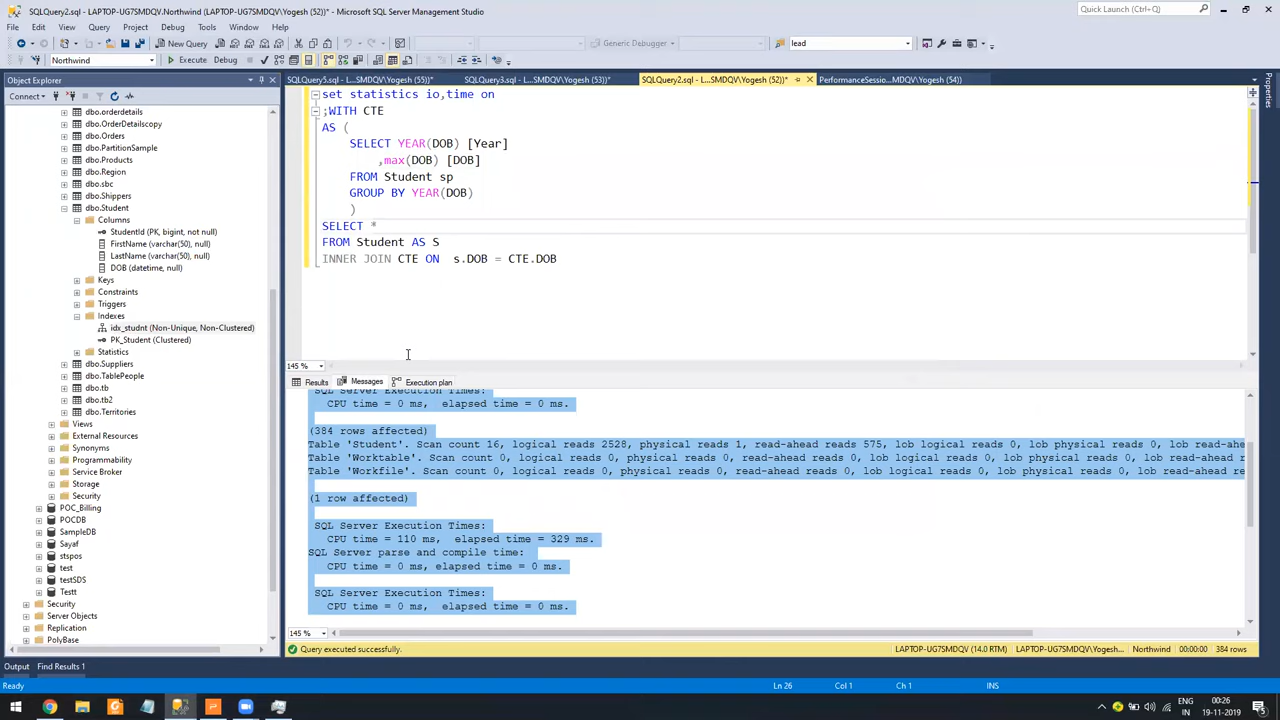 SQLQuery2.sql - LAPTOP-UG7SMDQV.Northwind (LAPTOP-UG7SMDQV\Yogesh (52))* - Microsoft SQL Server Management Studio
Quick Launch (Ctrl+Q)
File Edit View Query Project Debug Tools Window Help
New Query
Generic Debugger
lead
Northwind
Execute Debug
Object Explorer
SQLQuery5.sql - L...SMDQV\Yogesh (55))*
SQLQuery3.sql - L...SMDQV\Yogesh (53))*
SQLQuery2.sql - L...SMDQV\Yogesh (52))*
PerformanceSessio...MDQV\Yogesh (54))
Properties
Connect
dbo.orderdetails
dbo.OrderDetailscopy
dbo.Orders
dbo.PartitionSample
dbo.Products
dbo.Region
dbo.sbc
dbo.Shippers
dbo.Student
Columns
StudentId (PK, bigint, not null)
FirstName (varchar(50), null)
LastName (varchar(50), null)
DOB (datetime, null)
Keys
Constraints
Triggers
Indexes
idx_studnt (Non-Unique, Non-Clustered)
PK_Student (Clustered)
Statistics
dbo.Suppliers
dbo.TablePeople
dbo.tb
dbo.tb2
dbo.Territories
Views
External Resources
Synonyms
Programmability
Service Broker
Storage
Security
POC_Billing
POCDB
SampleDB
Sayaf
stspos
test
testSDS
Testt
Security
Server Objects
Replication
PolyBase
set statistics io,time on
;WITH CTE
AS (
SELECT YEAR(DOB) [Year]
,max(DOB) [DOB]
FROM Student sp
GROUP BY YEAR(DOB)
)
SELECT *
FROM Student AS S
INNER JOIN CTE ON s.DOB = CTE.DOB
145 %
Results Messages Execution plan
SQL Server Execution Times:
CPU time = 0 ms, elapsed time = 0 ms.
(384 rows affected)
Table 'Student'. Scan count 16, logical reads 2528, physical reads 1, read-ahead reads 575, lob logical reads 0, lob physical reads 0, lob read-ahe
Table 'Worktable'. Scan count 0, logical reads 0, physical reads 0, read-ahead reads 0, lob logical reads 0, lob physical reads 0, lob read-ahead re
Table 'Workfile'. Scan count 0, logical reads 0, physical reads 0, read-ahead reads 0, lob logical reads 0, lob physical reads 0, lob read-ahead re
(1 row affected)
SQL Server Execution Times:
CPU time = 110 ms, elapsed time = 329 ms.
SQL Server parse and compile time:
CPU time = 0 ms, elapsed time = 0 ms.
SQL Server Execution Times:
CPU time = 0 ms, elapsed time = 0 ms.
145 %
Query executed successfully.
LAPTOP-UG7SMDQV (14.0 RTM)
LAPTOP-UG7SMDQV\Yogesh...
Northwind
00:00:00
384 rows
Output Find Results 1
Ready
Ln 26
Col 1
Ch 1
INS
ENG
IN
00:26
19-11-2019
5